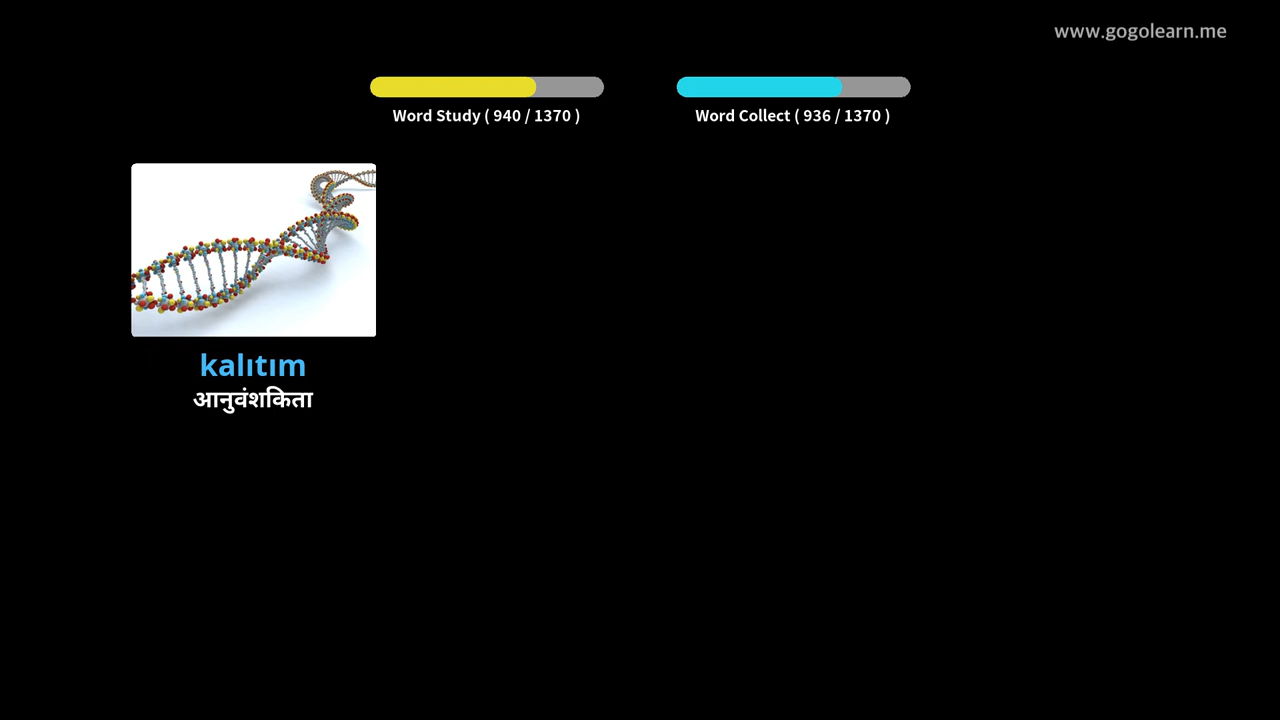 www.gogolearn.me
Word Study ( 940 / 1370 )
Word Collect ( 936 / 1370 )
kalıtım
आनुवंशकिता